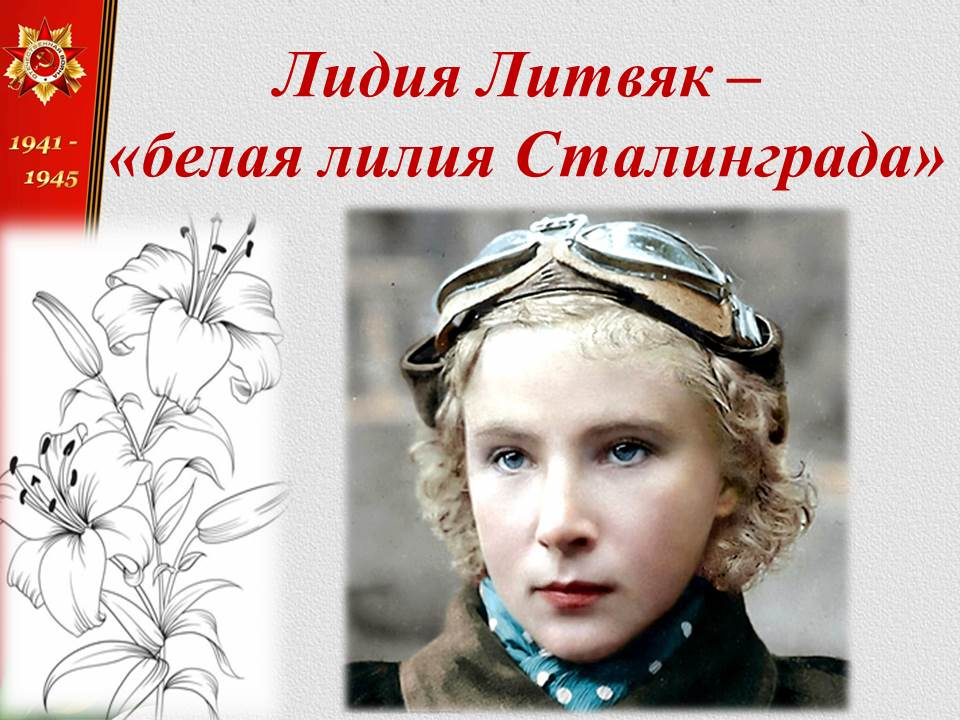 Лидия Литвяк –
«белая лилия Сталинграда»
1941 -
1945